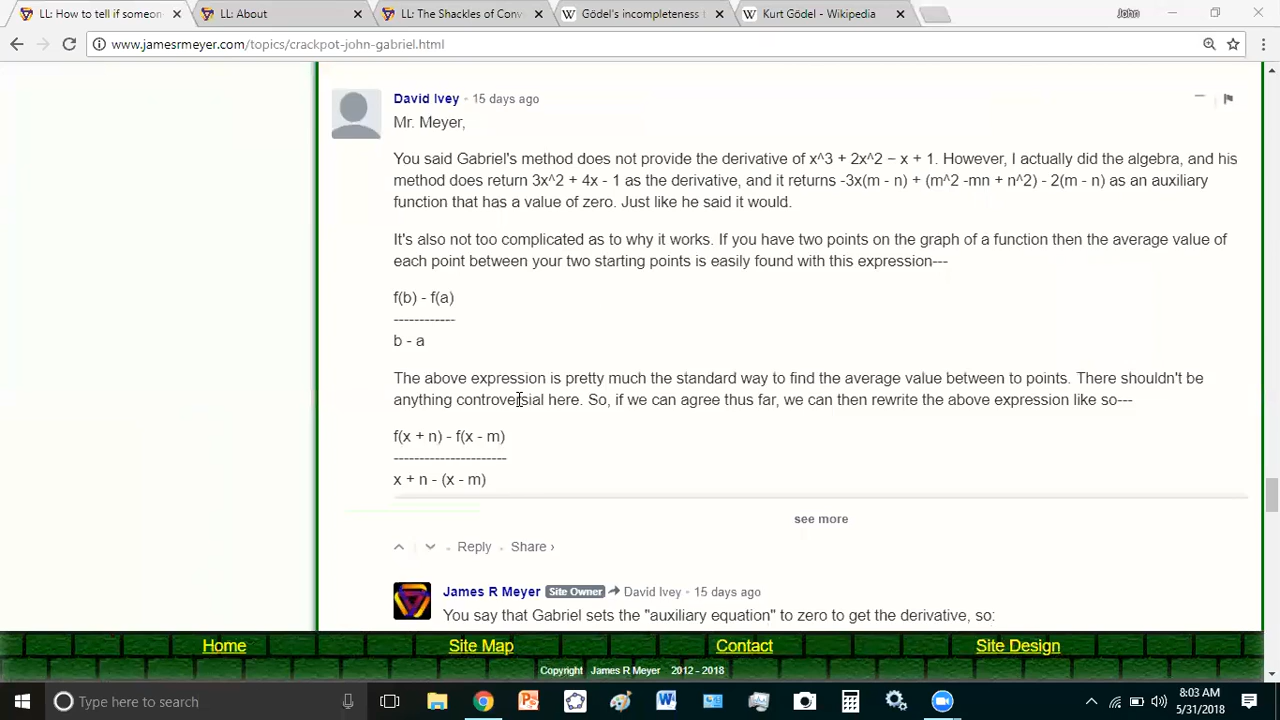 LL: How to tell if someon
LL: About
LL: The Shackles of Conv
Gödel's incompleteness t
Kurt Gödel - Wikipedia
John
www.jamesrmeyer.com/topics/crackpot-john-gabriel.html
David Ivey • 15 days ago
Mr. Meyer,
You said Gabriel's method does not provide the derivative of x^3 + 2x^2 − x + 1. However, I actually did the algebra, and his
method does return 3x^2 + 4x - 1 as the derivative, and it returns -3x(m - n) + (m^2 -mn + n^2) - 2(m - n) as an auxiliary
function that has a value of zero. Just like he said it would.
It's also not too complicated as to why it works. If you have two points on the graph of a function then the average value of
each point between your two starting points is easily found with this expression---
f(b) - f(a)
------------
b - a
The above expression is pretty much the standard way to find the average value between to points. There shouldn't be
anything controversial here. So, if we can agree thus far, we can then rewrite the above expression like so---
f(x + n) - f(x - m)
----------------------
x + n - (x - m)
see more
Reply • Share ›
James R Meyer Site Owner David Ivey • 15 days ago
You say that Gabriel sets the "auxiliary equation" to zero to get the derivative, so:
Home Site Map Contact Site Design
Copyright James R Meyer 2012 - 2018
Type here to search
8:03 AM
5/31/2018